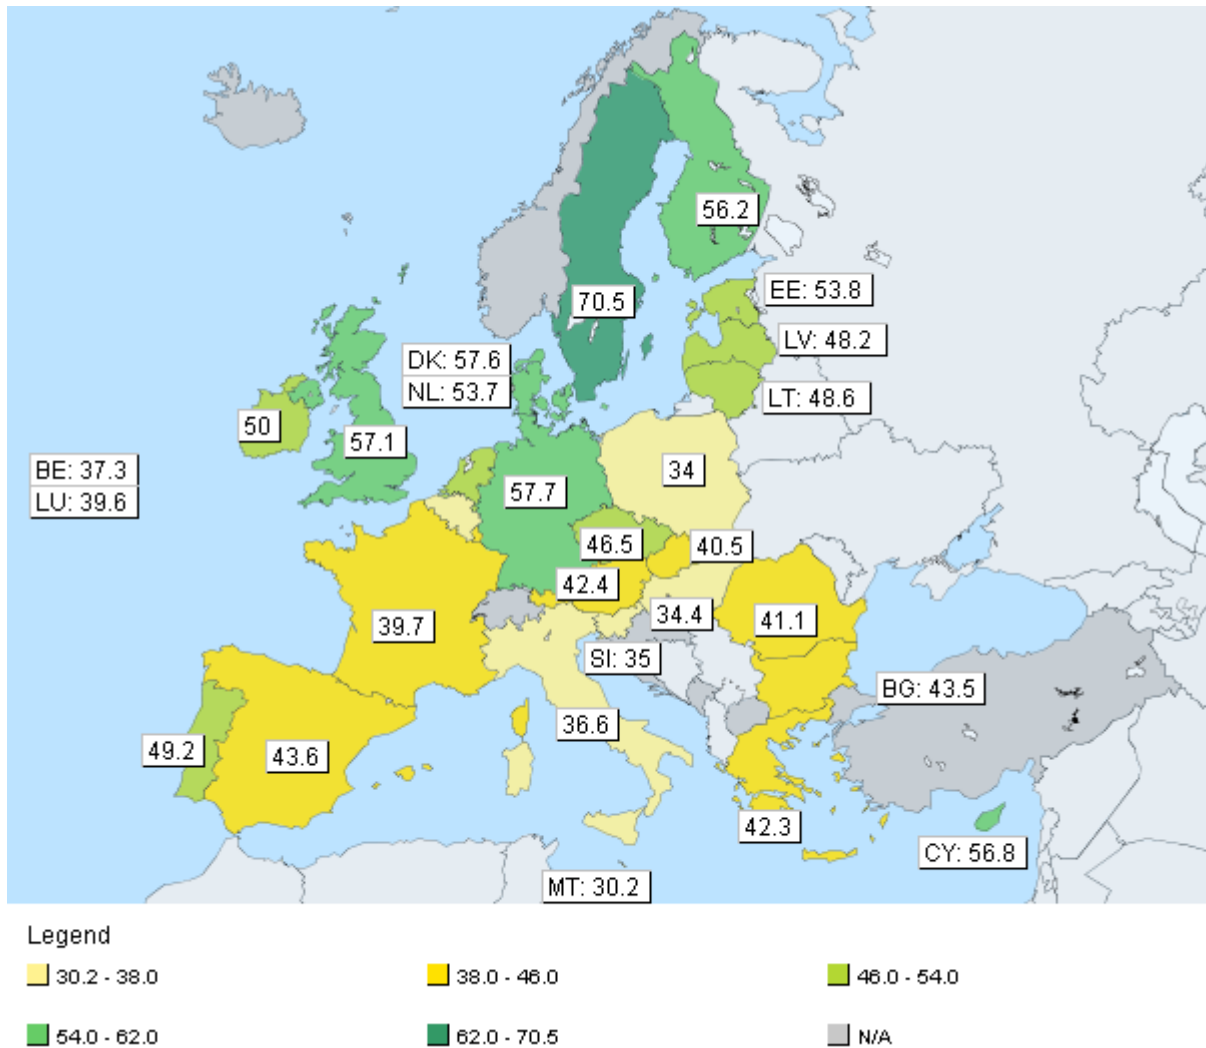 56.2
EE: 53.8
70.5
LV: 48.2
DK: 57.6
NL: 53.7
LT: 48.6
50
57.1
BE: 37.3
LU: 39.6
34
57.7
46.5
40.5
42.4
34.4
41.1
39.7
SI: 35
BG: 43.5
36.6
49.2
43.6
42.3
CY: 56.8
MT: 30.2
Legend
30.2 - 38.0
38.0 - 46.0
46.0 - 54.0
54.0 - 62.0
62.0 - 70.5
N/A